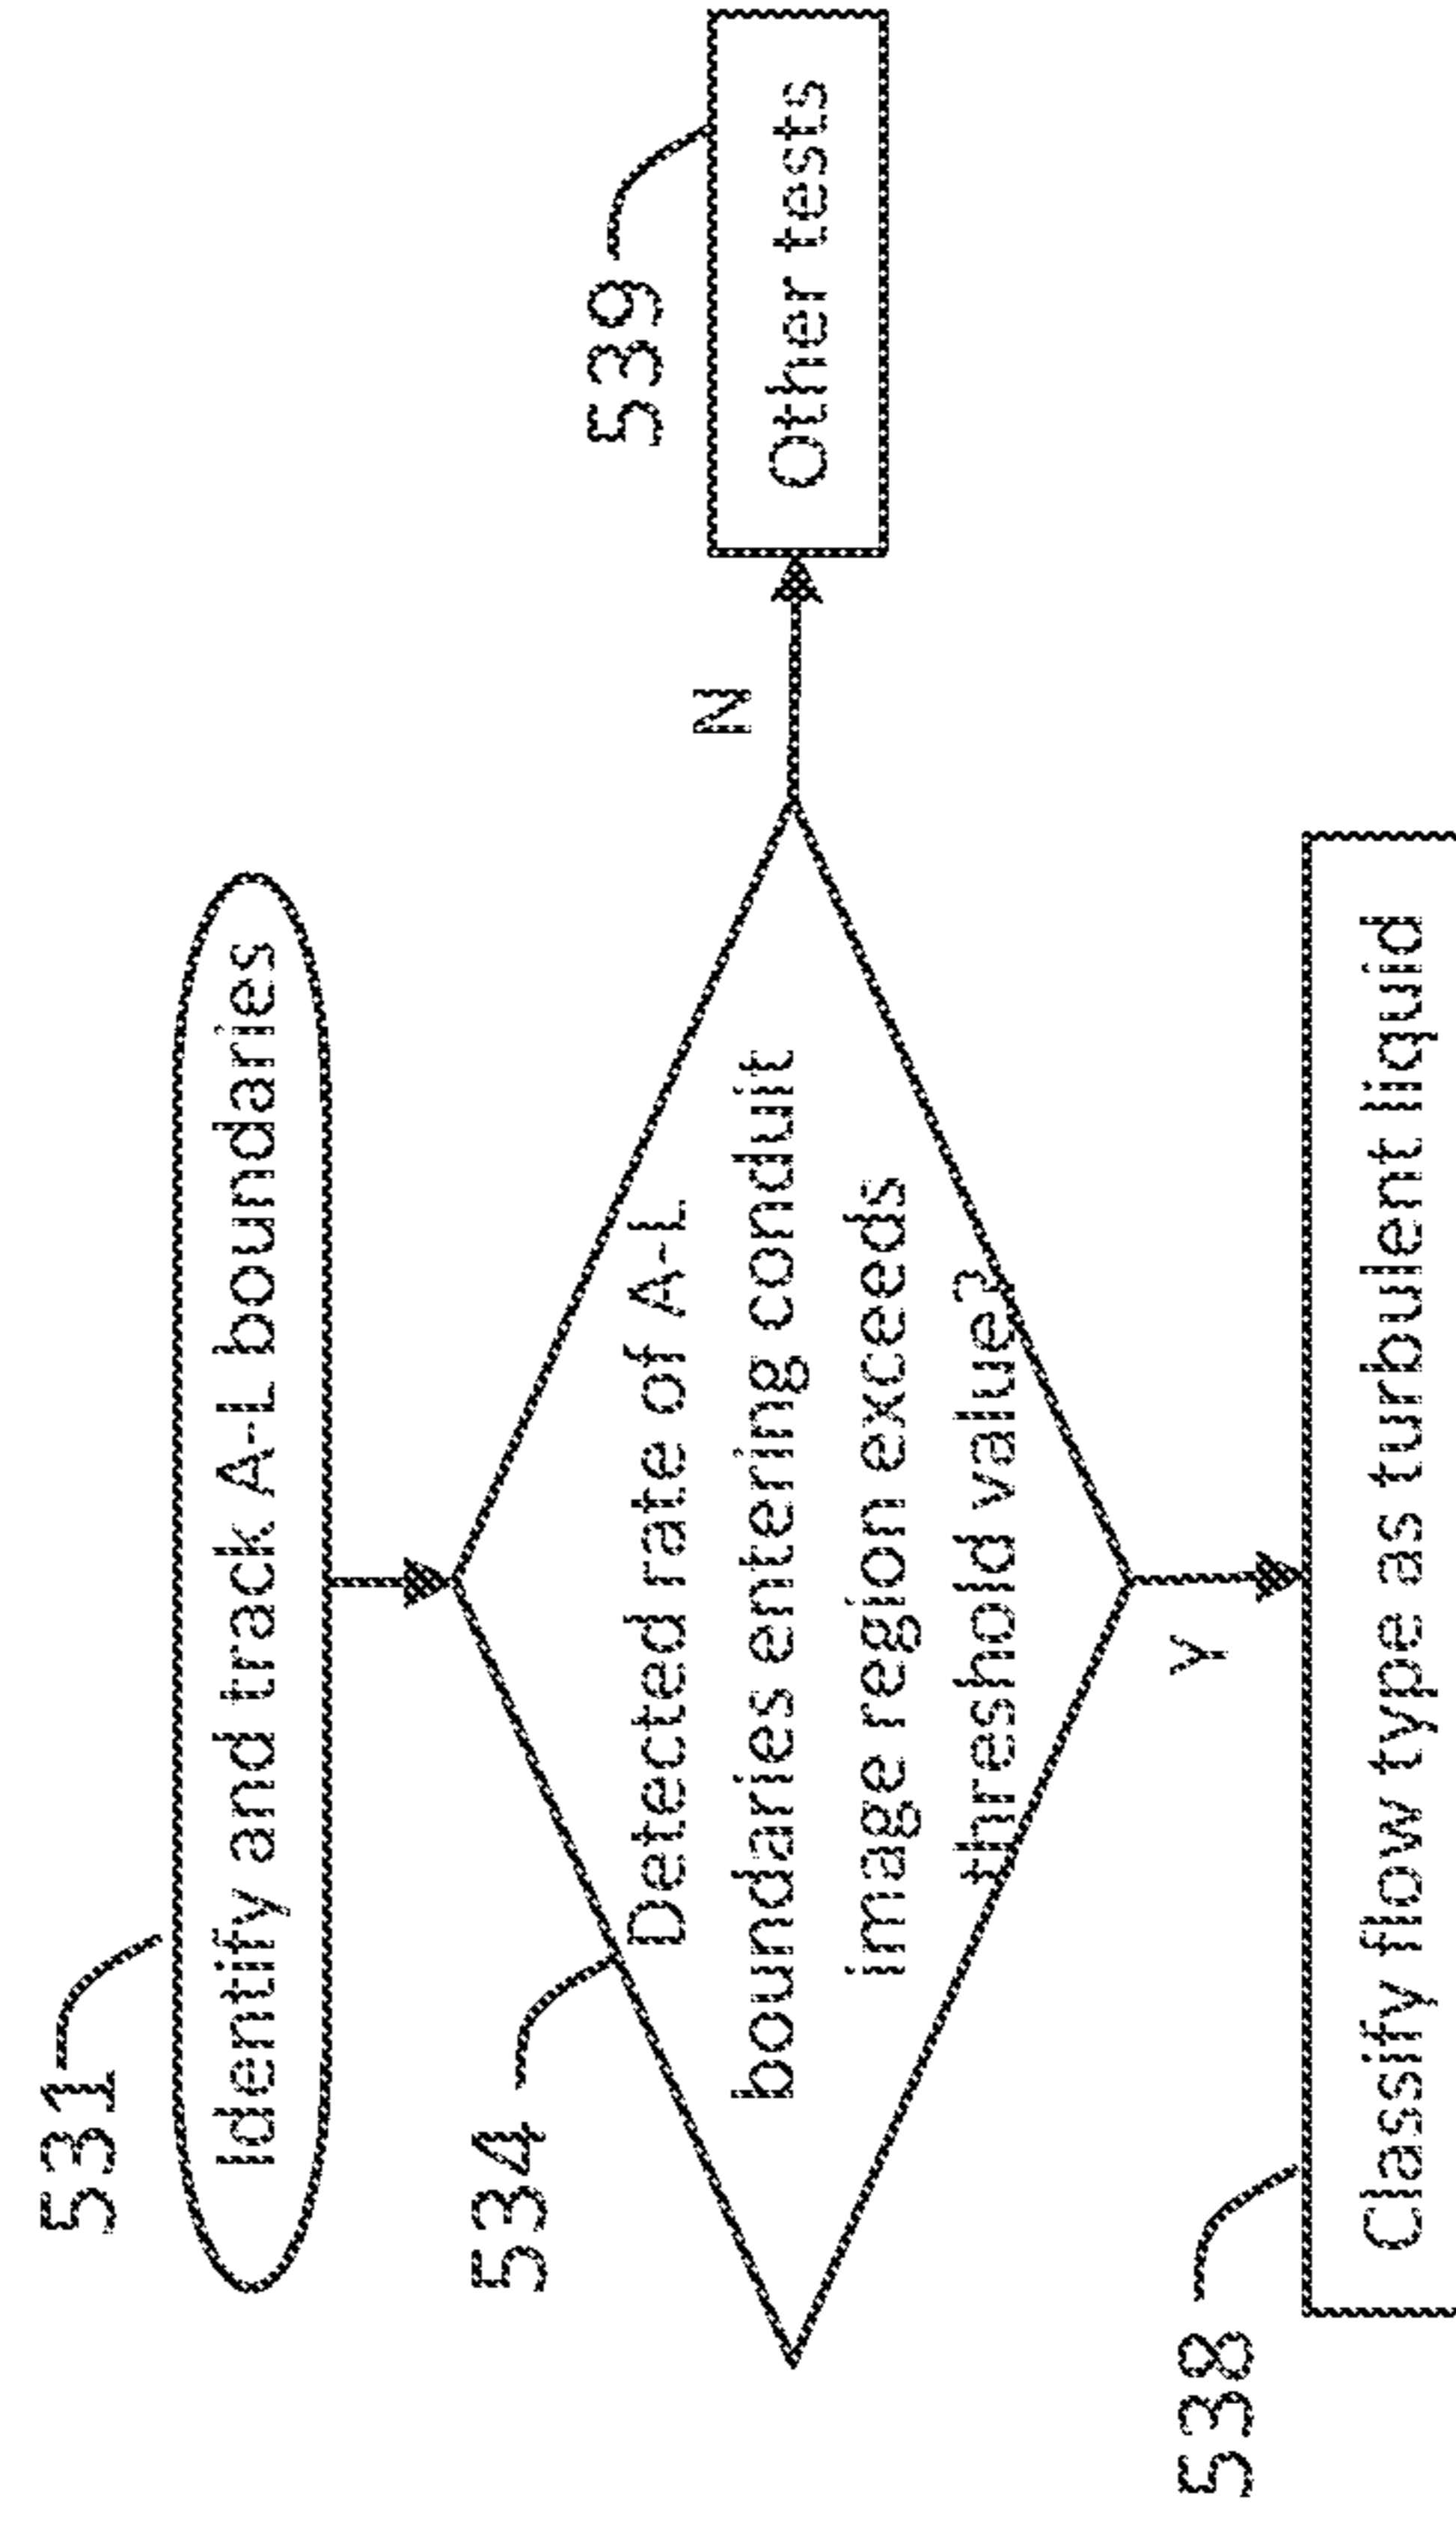 531
Identify and track A-L boundaries
534
Detected rate of A-L
boundaries entering conduit
image region exceeds
threshold value?
N
539
Other tests
Y
538
Classify flow type as turbulent liquid